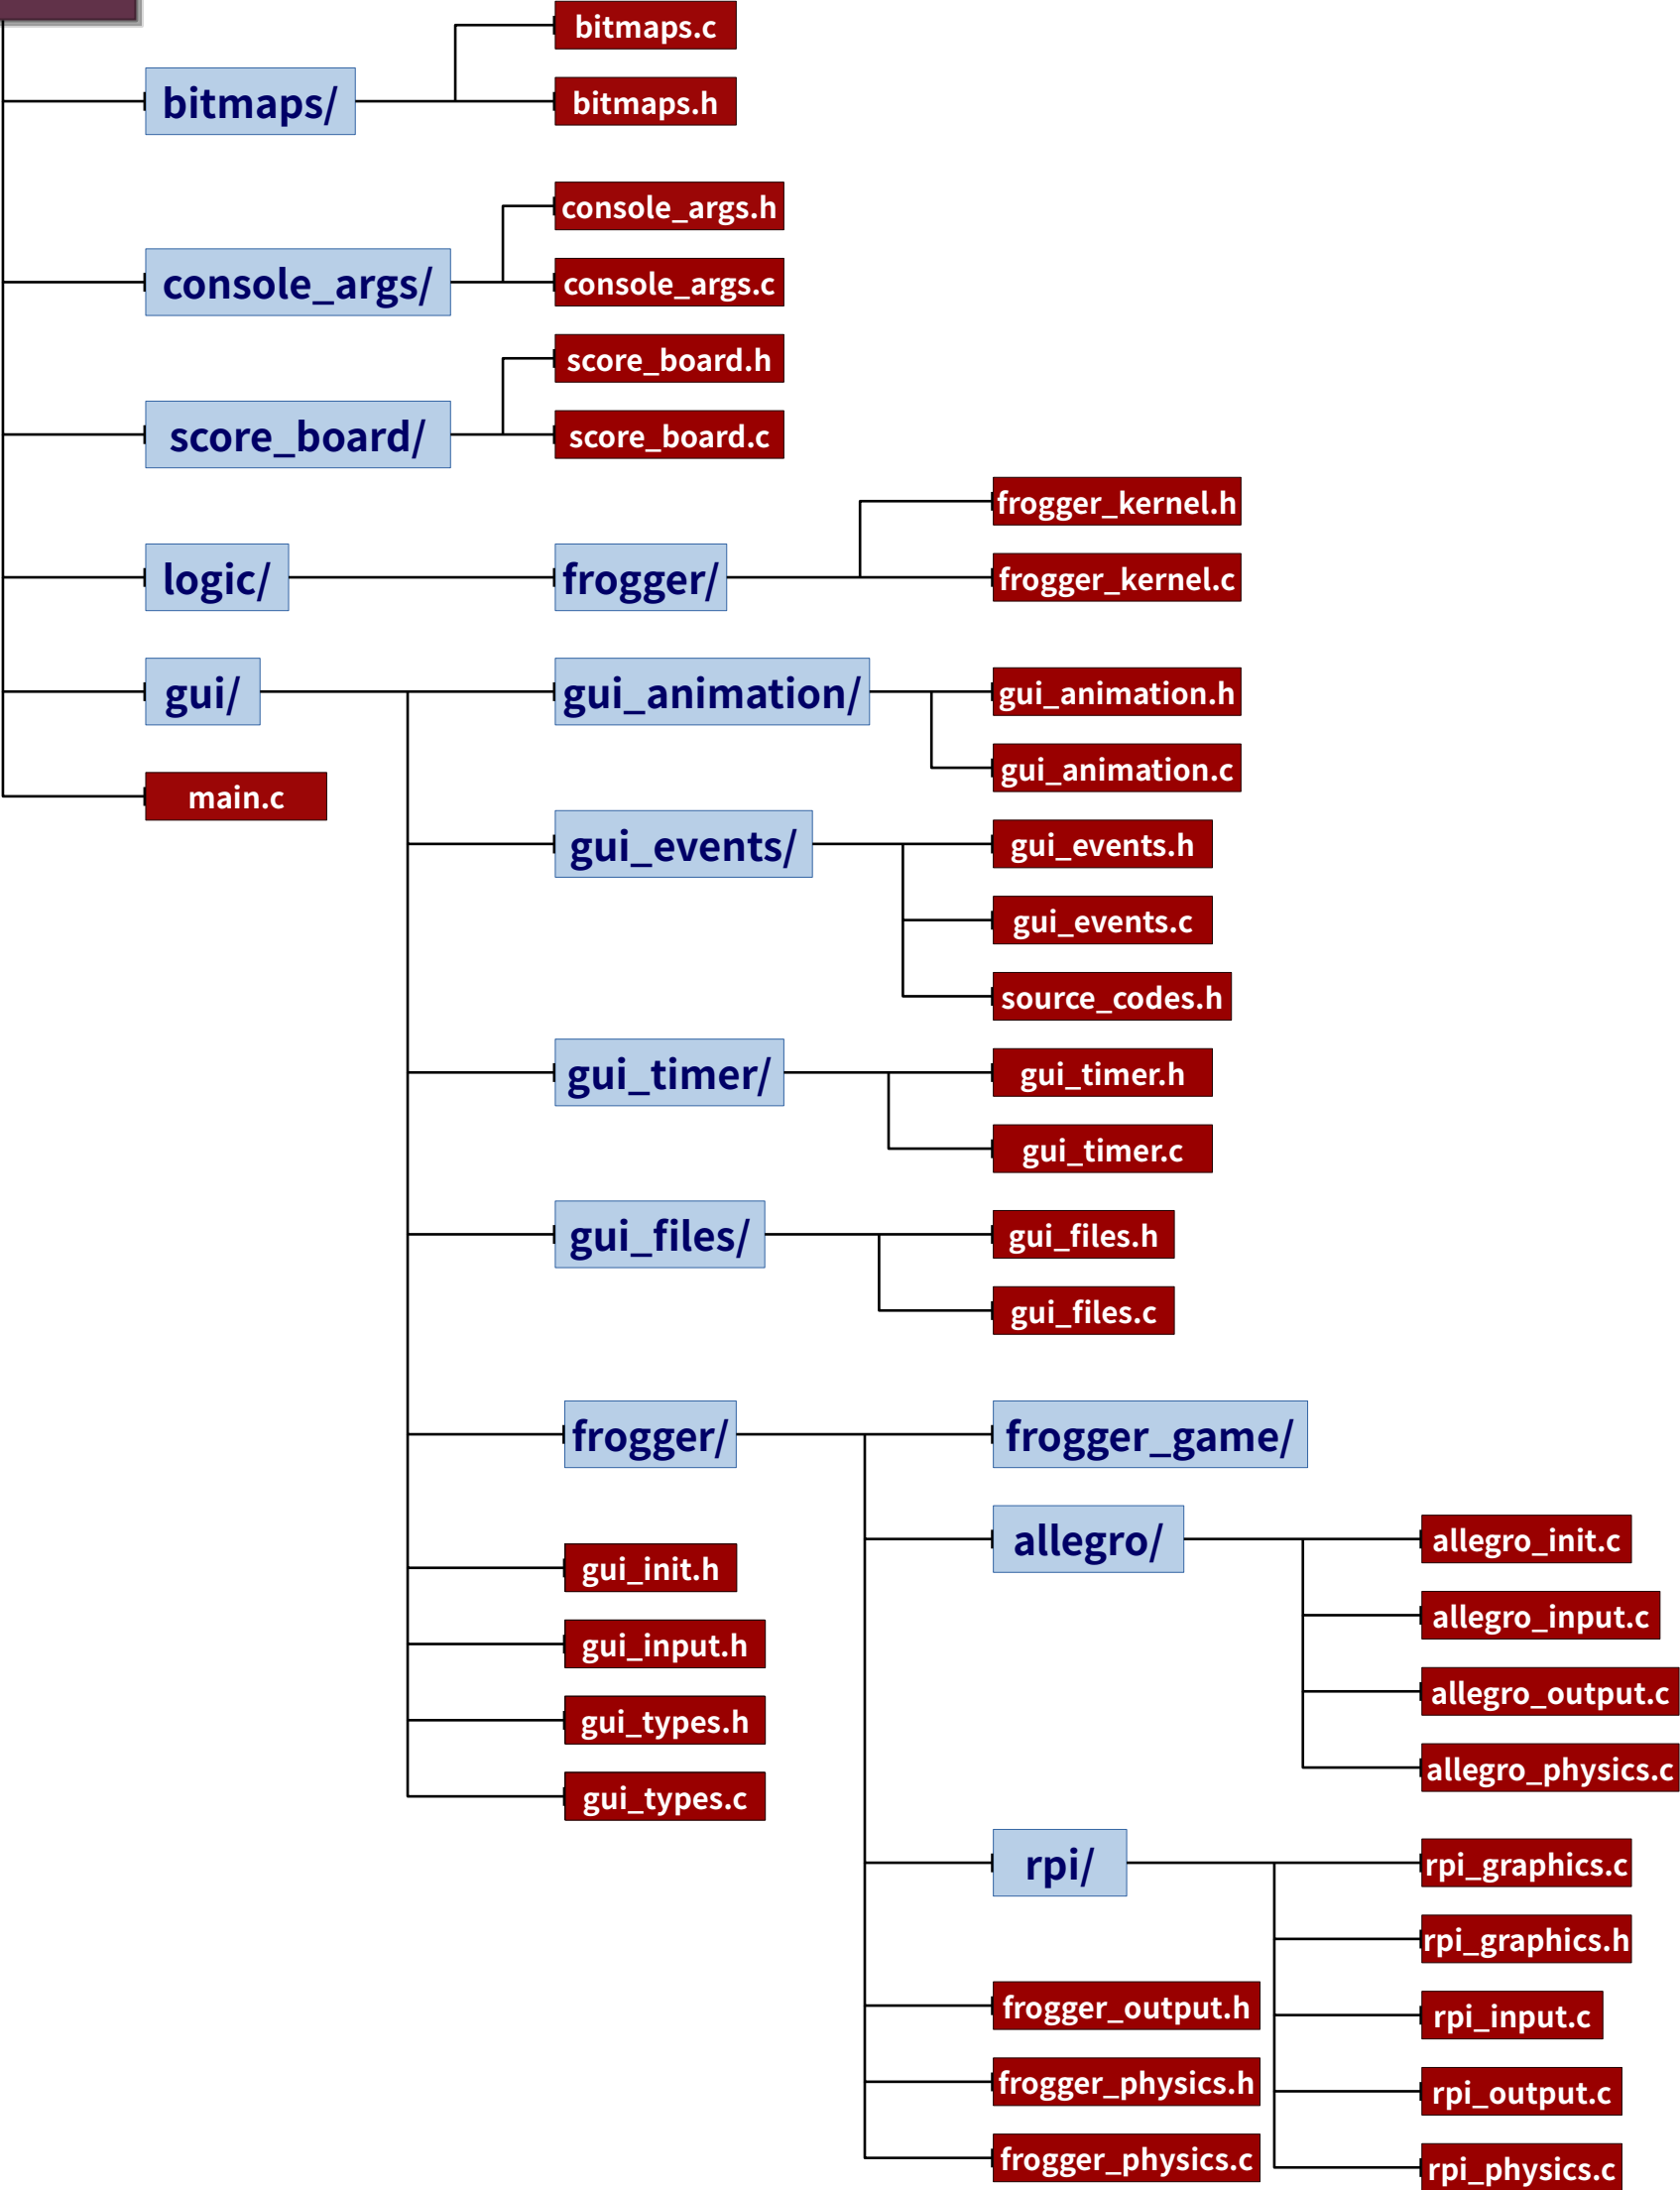 bitmaps.c
bitmaps/
bitmaps.h
console_args.h
console_args/
console_args.c
score_board.h
score_board/
score_board.c
frogger_kernel.h
logic/
frogger/
frogger_kernel.c
gui/
gui_animation/
gui_animation.h
gui_animation.c
main.c
gui_events/
gui_events.h
gui_events.c
source_codes.h
gui_timer/
gui_timer.h
gui_timer.c
gui_files/
gui_files.h
gui_files.c
frogger/
frogger_game/
allegro/
allegro_init.c
gui_init.h
allegro_input.c
gui_input.h
allegro_output.c
gui_types.h
allegro_physics.c
gui_types.c
rpi/
rpi_graphics.c
rpi_graphics.h
frogger_output.h
rpi_input.c
frogger_physics.h
rpi_output.c
frogger_physics.c
rpi_physics.c